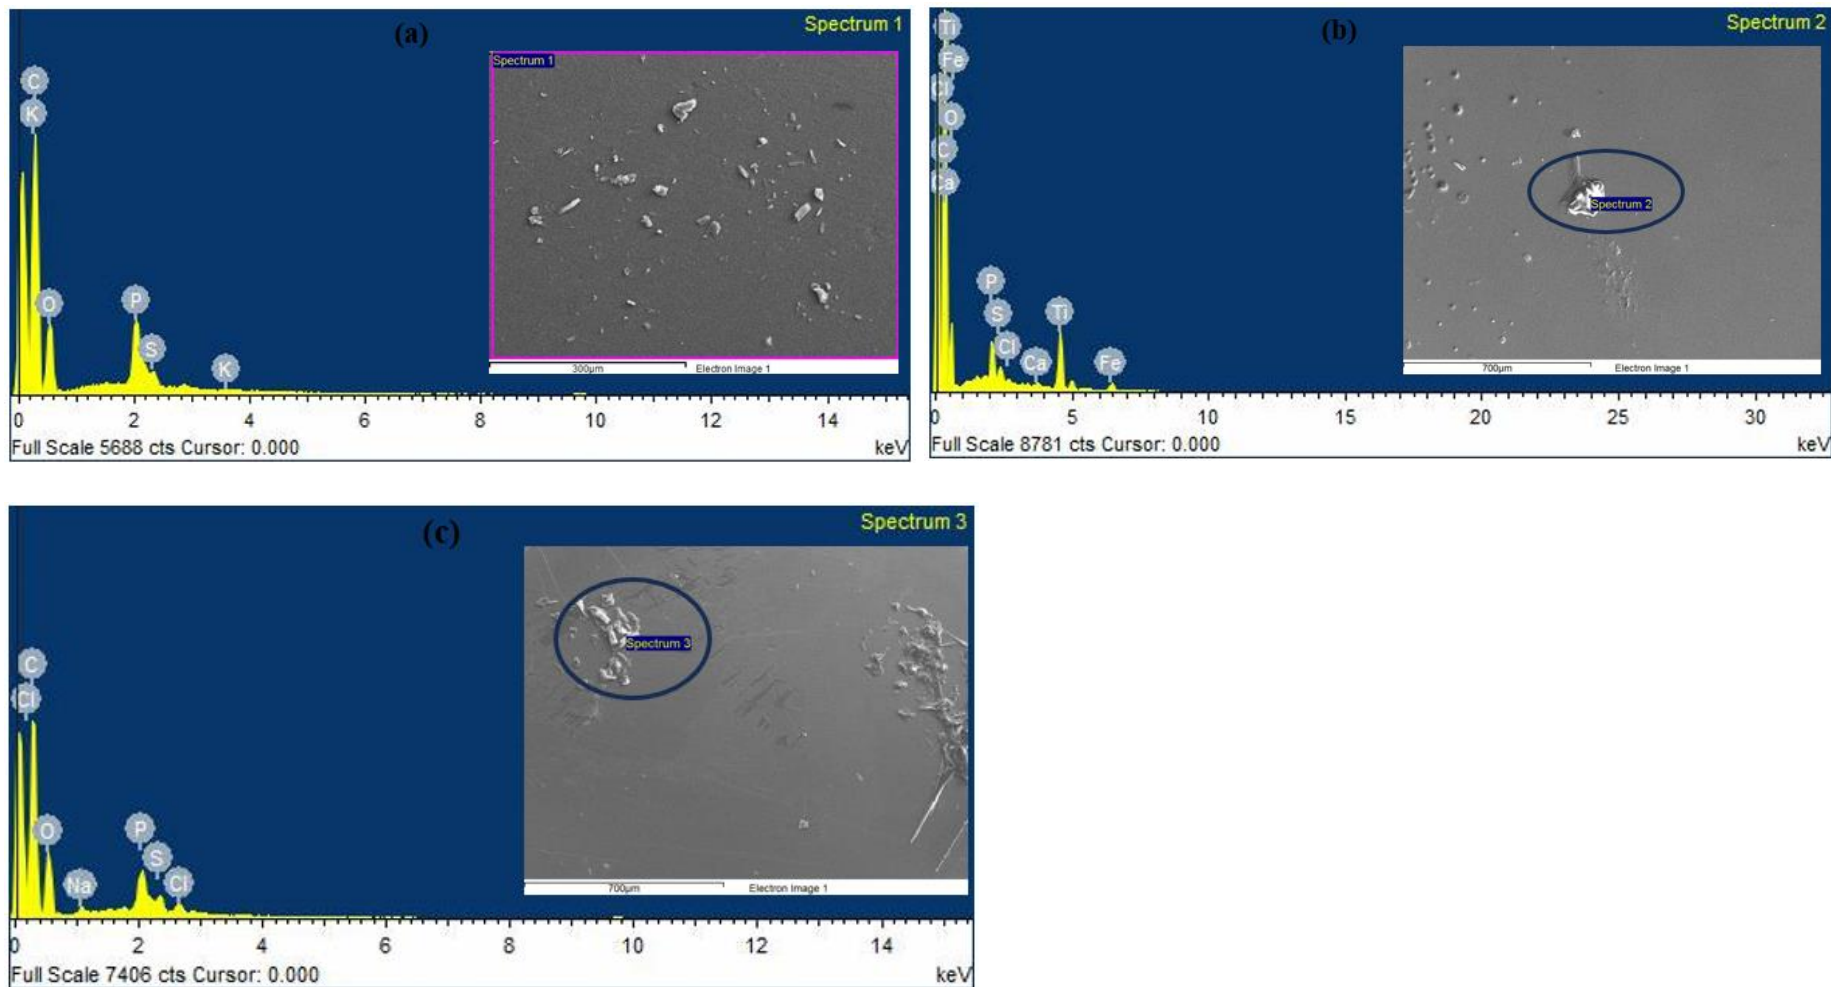 (a)
Spectrum 1
C
K
O
P
S
K
Spectrum 1
300µm Electron Image 1
0 2 4 6 8 10 12 14
Full Scale 5688 cts Cursor: 0.000 keV
(b)
Spectrum 2
Ti
Fe
Cl
O
C
Ca
P
S
Cl
Ca
Ti
Fe
Spectrum 2
700µm Electron Image 1
0 5 10 15 20 25 30
Full Scale 8781 cts Cursor: 0.000 keV
(c)
Spectrum 3
C
Cl
O
Na
P
S
Cl
Spectrum 3
700µm Electron Image 1
0 2 4 6 8 10 12 14
Full Scale 7406 cts Cursor: 0.000 keV